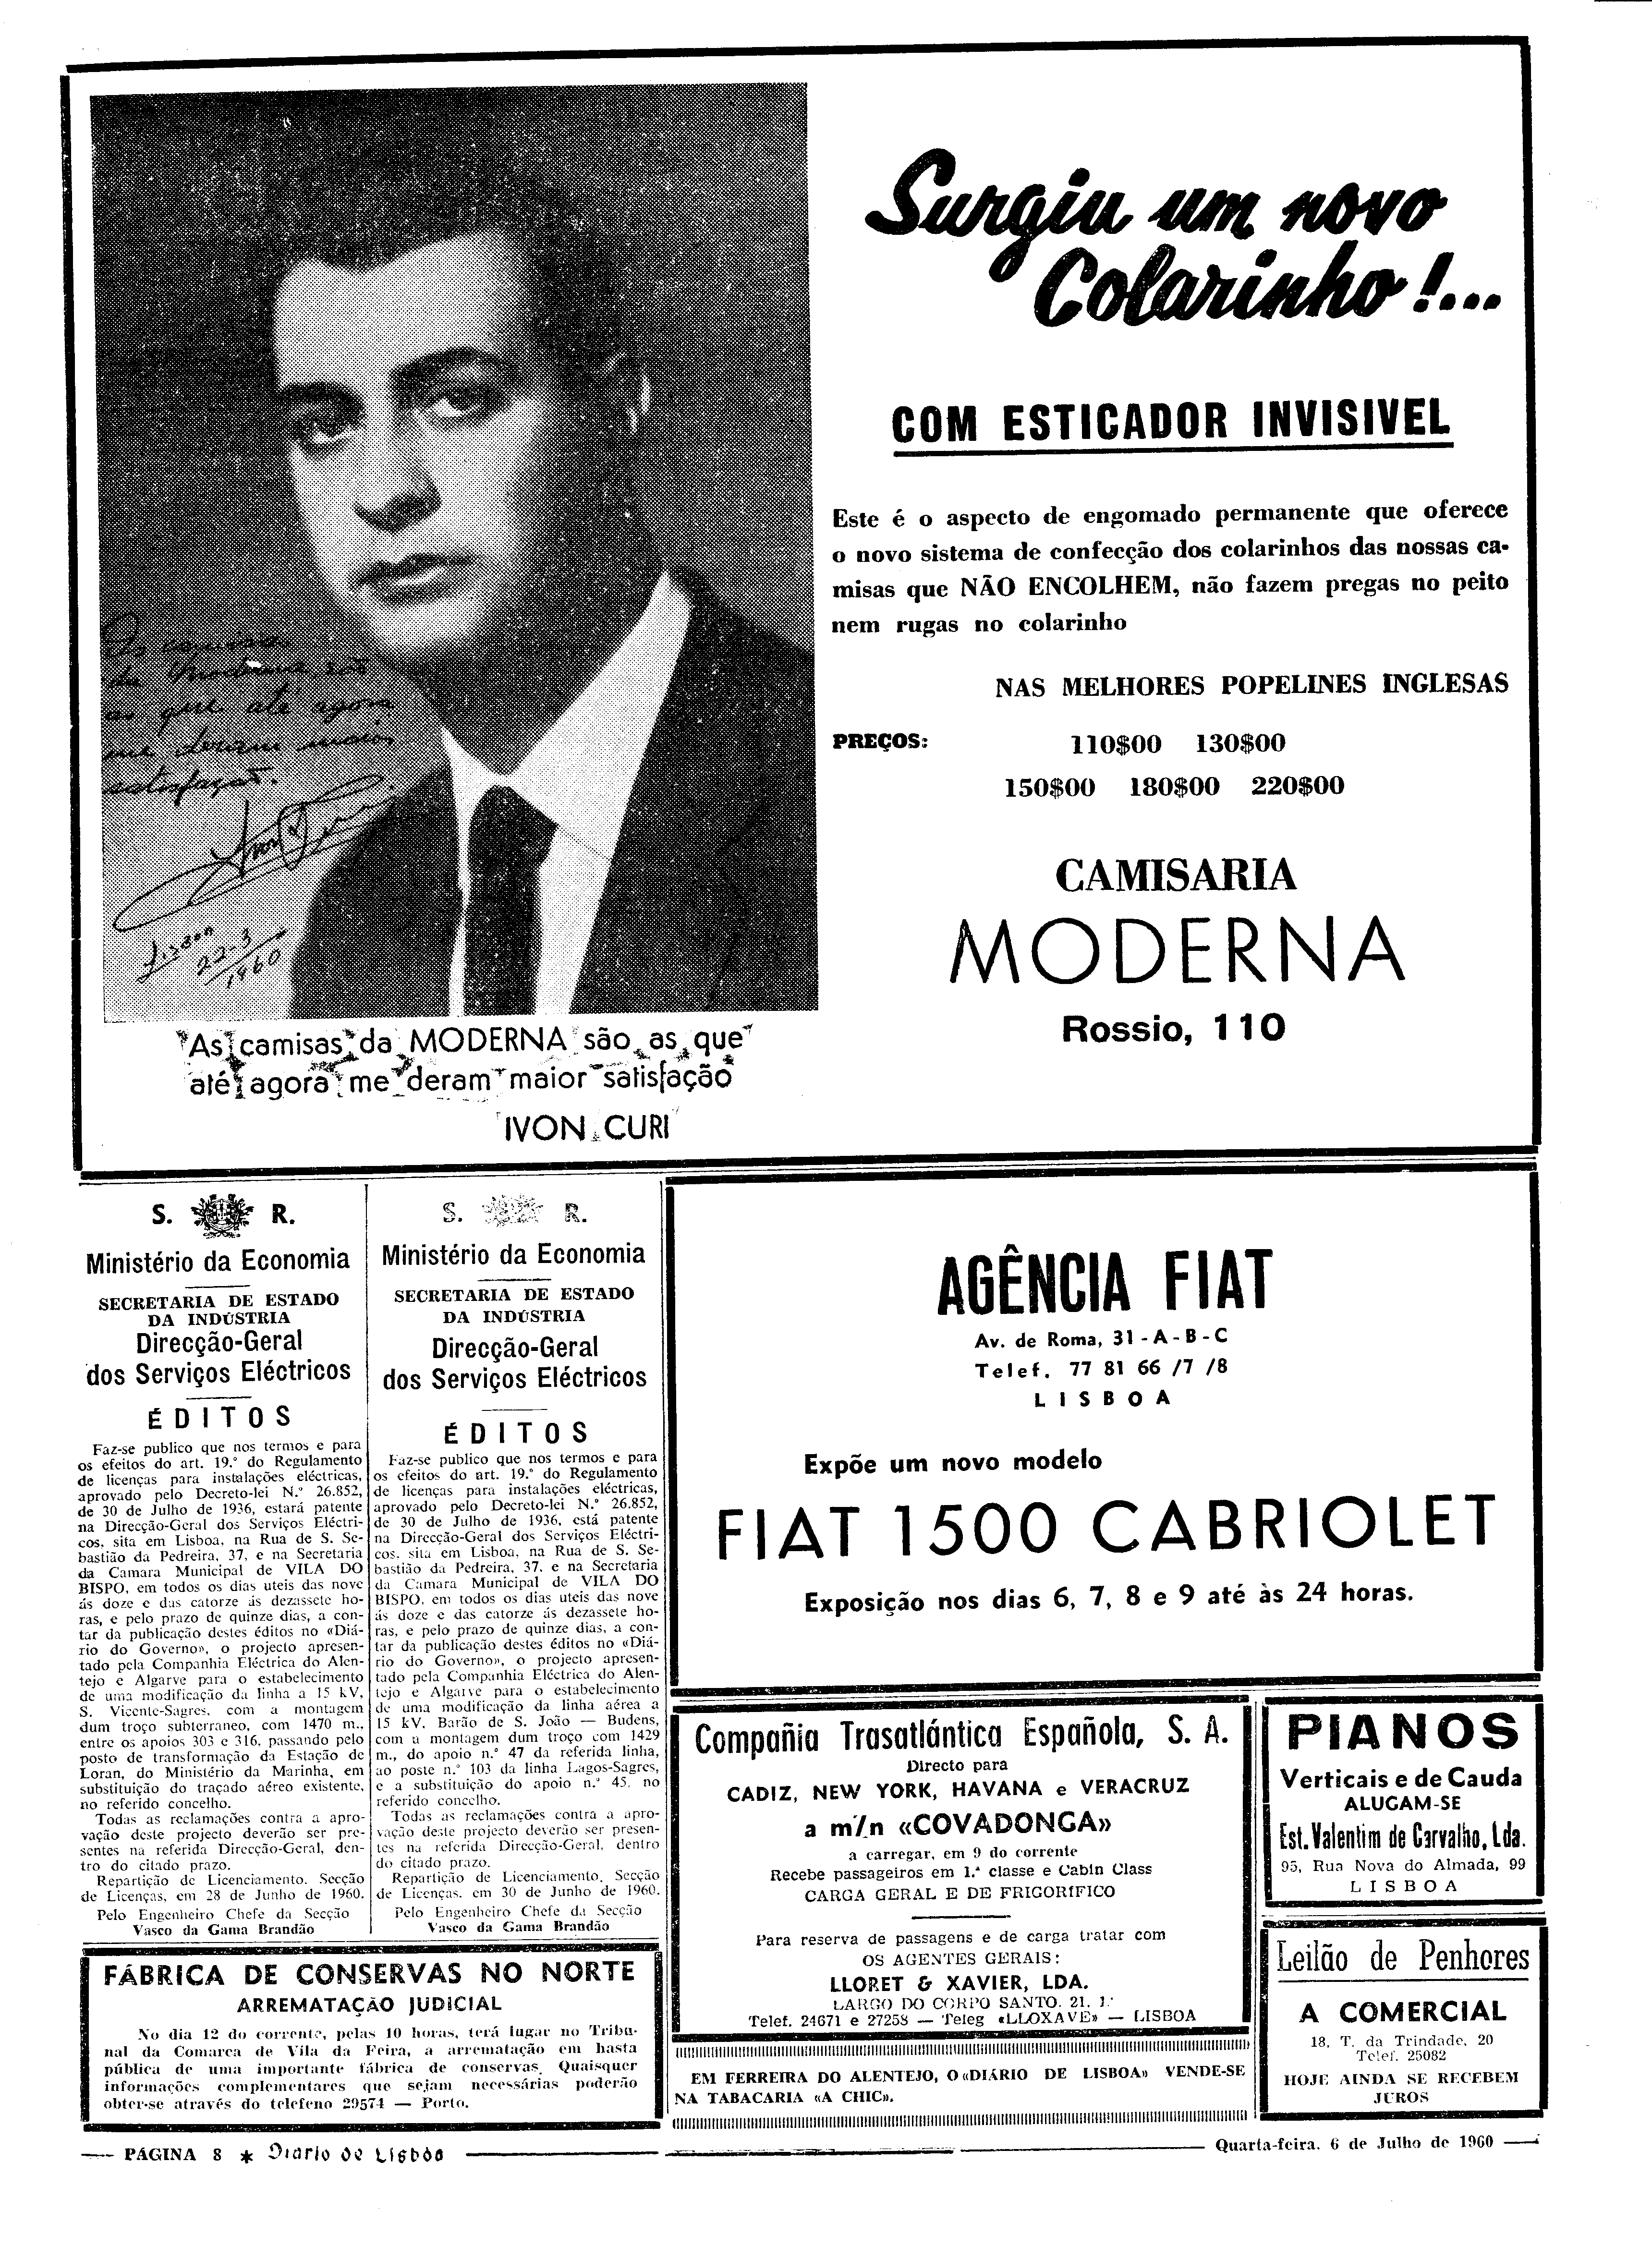 Surgiu um novo
Colarinho!...
COM ESTICADOR INVISIVEL
Este é o aspecto de engomado permanente que oferece
o novo sistema de confecção dos colarinhos das nossas ca-
misas que NÃO ENCOLHEM, não fazem pregas no peito
nem rugas no colarinho
NAS MELHORES POPELINES INGLESAS
PREÇOS: 110$00 130$00
150$00 180$00 220$00
CAMISARIA
MODERNA
Rossio, 110
As camisas
da Moderna, são
as que até agora
me deram maior
satisfação.
Ivon Curi
Lisboa
22-3
1960
"As camisas da MODERNA são as que
até agora me deram maior satisfação
IVON CURI
S. R.
Ministério da Economia
SECRETARIA DE ESTADO
DA INDÚSTRIA
Direcção-Geral
dos Serviços Eléctricos
ÉDITOS
Faz-se publico que nos termos e para
os efeitos do art. 19.º do Regulamento
de licenças para instalações eléctricas,
aprovado pelo Decreto-lei N.º 26.852,
de 30 de Julho de 1936, estará patente
na Direcção-Geral dos Serviços Eléctri-
cos, sita em Lisboa, na Rua de S. Se-
bastião da Pedreira, 37, e na Secretaria
da Camara Municipal de VILA DO
BISPO, em todos os dias uteis das nove
ás doze e das catorze ás dezassete ho-
ras, e pelo prazo de quinze dias, a con-
tar da publicação destes éditos no «Diá-
rio do Governo», o projecto apresen-
tado pela Companhia Eléctrica do Alen-
tejo e Algarve para o estabelecimento
de uma modificação da linha a 15 kV,
S. Vicente-Sagres, com a montagem
dum troço subterraneo, com 1470 m.,
entre os apoios 303 e 316, passando pelo
posto de transformação da Estação de
Loran, do Ministério da Marinha, em
substituição do traçado aéreo existente,
no referido concelho.
Todas as reclamações contra a apro-
vação deste projecto deverão ser pre-
sentes na referida Direcção-Geral, den-
tro do citado prazo.
Repartição de Licenciamento, Secção
de Licenças, em 28 de Junho de 1960.
Pelo Engenheiro Chefe da Secção
Vasco da Gama Brandão
S. R.
Ministério da Economia
SECRETARIA DE ESTADO
DA INDÚSTRIA
Direcção-Geral
dos Serviços Eléctricos
ÉDITOS
Faz-se publico que nos termos e para
os efeitos do art. 19.º do Regulamento
de licenças para instalações eléctricas,
aprovado pelo Decreto-lei N.º 26.852,
de 30 de Julho de 1936, está patente
na Direcção-Geral dos Serviços Eléctri-
cos, sita em Lisboa, na Rua de S. Se-
bastião da Pedreira, 37, e na Secretaria
da Camara Municipal de VILA DO
BISPO, em todos os dias uteis das nove
ás doze e das catorze ás dezassete ho-
ras, e pelo prazo de quinze dias, a con-
tar da publicação destes éditos no «Diá-
rio do Governo», o projecto apresen-
tado pela Companhia Eléctrica do Alen-
tejo e Algarve para o estabelecimento
de uma modificação da linha aérea a
15 kV. Barão de S. João — Budens,
com a montagem dum troço com 1429
m., do apoio n.º 47 da referida linha,
ao poste n.º 103 da linha Lagos-Sagres,
e a substituição do apoio n.º 45, no
referido concelho.
Todas as reclamações contra a apro-
vação deste projecto deverão ser presen-
tes na referida Direcção-Geral, dentro
do citado prazo.
Repartição de Licenciamento, Secção
de Licenças, em 30 de Junho de 1960.
Pelo Engenheiro Chefe da Secção
Vasco da Gama Brandão
FÁBRICA DE CONSERVAS NO NORTE
ARREMATAÇÃO JUDICIAL
No dia 12 do corrente, pelas 10 horas, terá lugar no Tribu-
nal da Comarca de Vila da Feira, a arrematação em hasta
pública de uma importante fábrica de conservas. Quaisquer
informações complementares que sejam necessárias poderão
obter-se através do telefone 29574 — Porto.
AGÊNCIA FIAT
Av. de Roma, 31 - A - B - C
Telef. 77 81 66 /7 /8
LISBOA
Expõe um novo modelo
FIAT 1500 CABRIOLET
Exposição nos dias 6, 7, 8 e 9 até às 24 horas.
Compañia Trasatlántica Española, S. A.
Directo para
CADIZ, NEW YORK, HAVANA e VERACRUZ
a m/n «COVADONGA»
a carregar, em 9 do corrente
Recebe passageiros em 1.ª classe e Cabin Class
CARGA GERAL E DE FRIGORIFICO
Para reserva de passagens e de carga tratar com
OS AGENTES GERAIS:
LLORET & XAVIER, LDA.
LARGO DO CORPO SANTO, 21, 1.º
Telef. 24671 e 27258 — Teleg «LLOXAVE» — LISBOA
EM FERREIRA DO ALENTEJO, O «DIÁRIO DE LISBOA» VENDE-SE
NA TABACARIA «A CHIC».
PIANOS
Verticais e de Cauda
ALUGAM-SE
Est. Valentim de Carvalho, Lda.
95, Rua Nova do Almada, 99
LISBOA
Leilão de Penhores
A COMERCIAL
18, T. da Trindade, 20
Telef. 25082
HOJE AINDA SE RECEBEM
JUROS
PÁGINA 8 * Diario de Lisboa
Quarta-feira, 6 de Julho de 1960